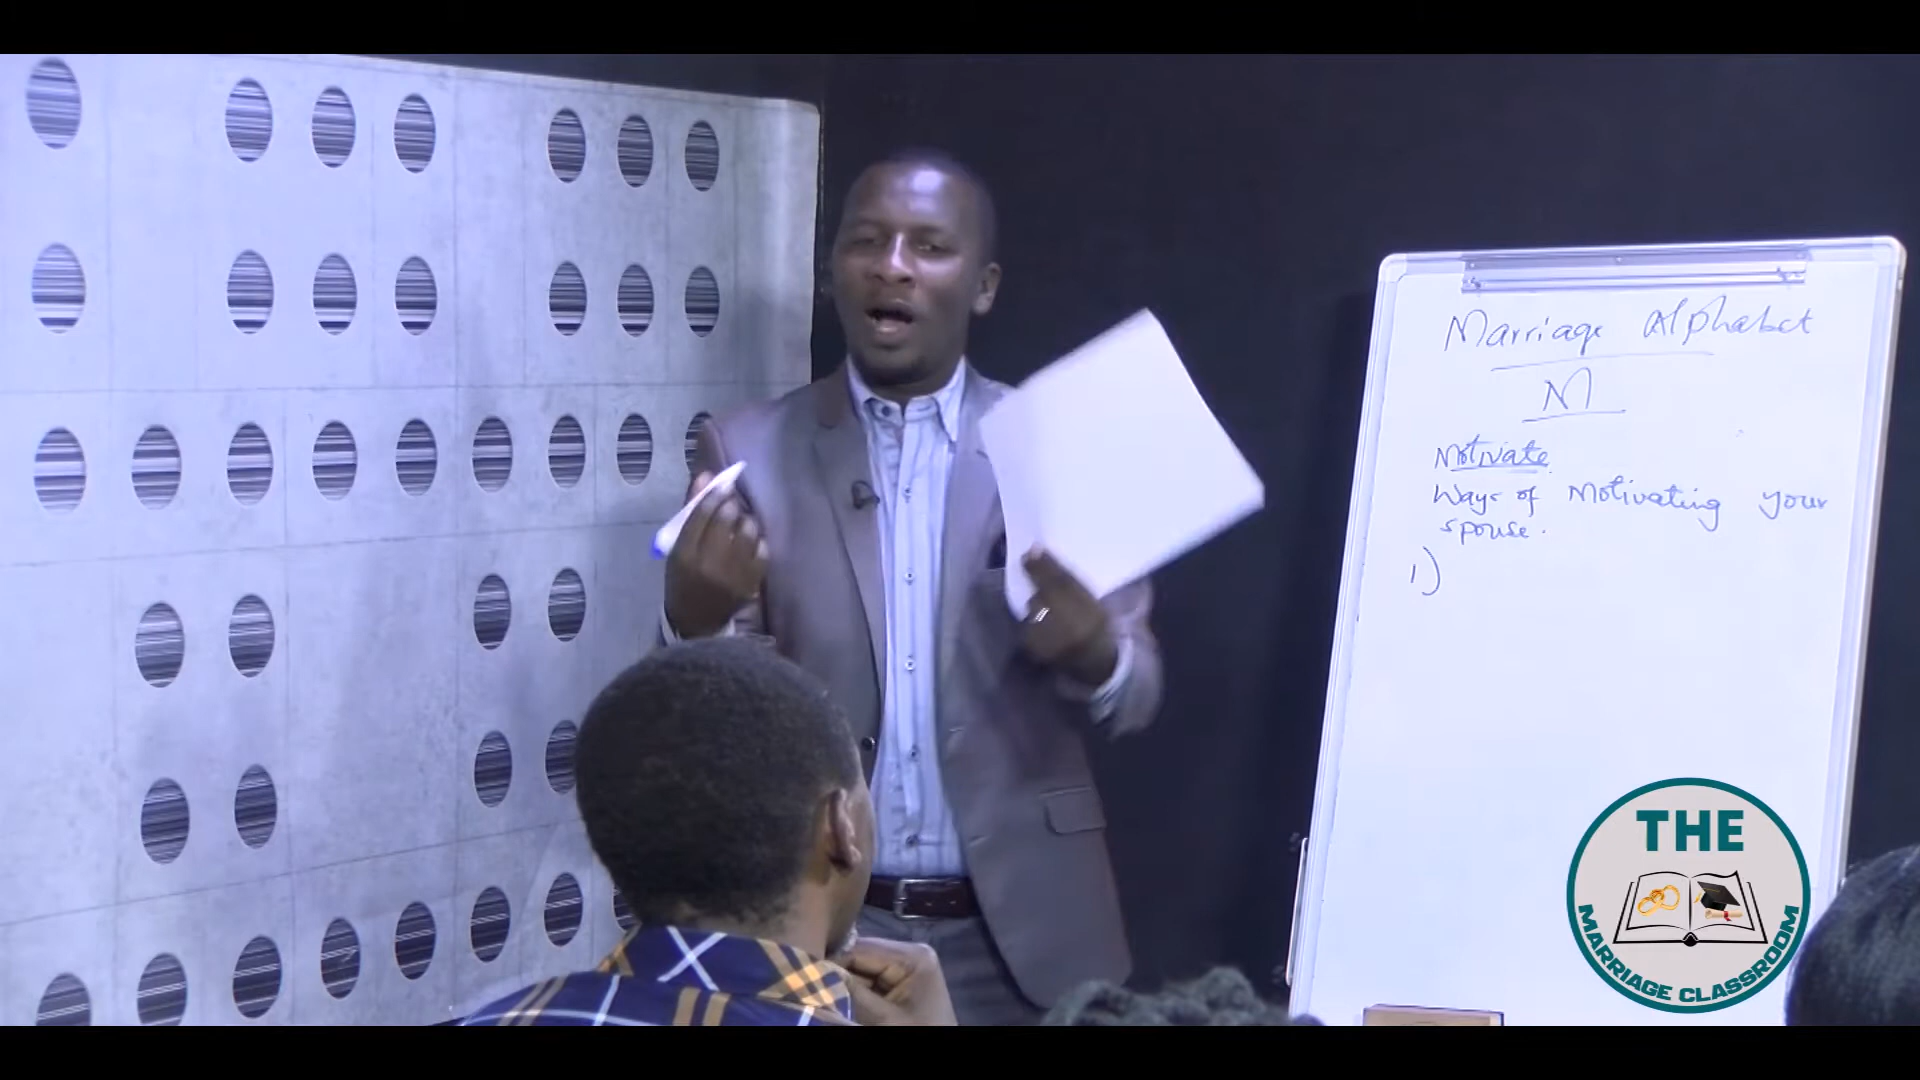 Marriage Alphabet
M
Motivate
Ways of Motivating your
spouse.
1)
THE
MARRIAGE CLASSROOM